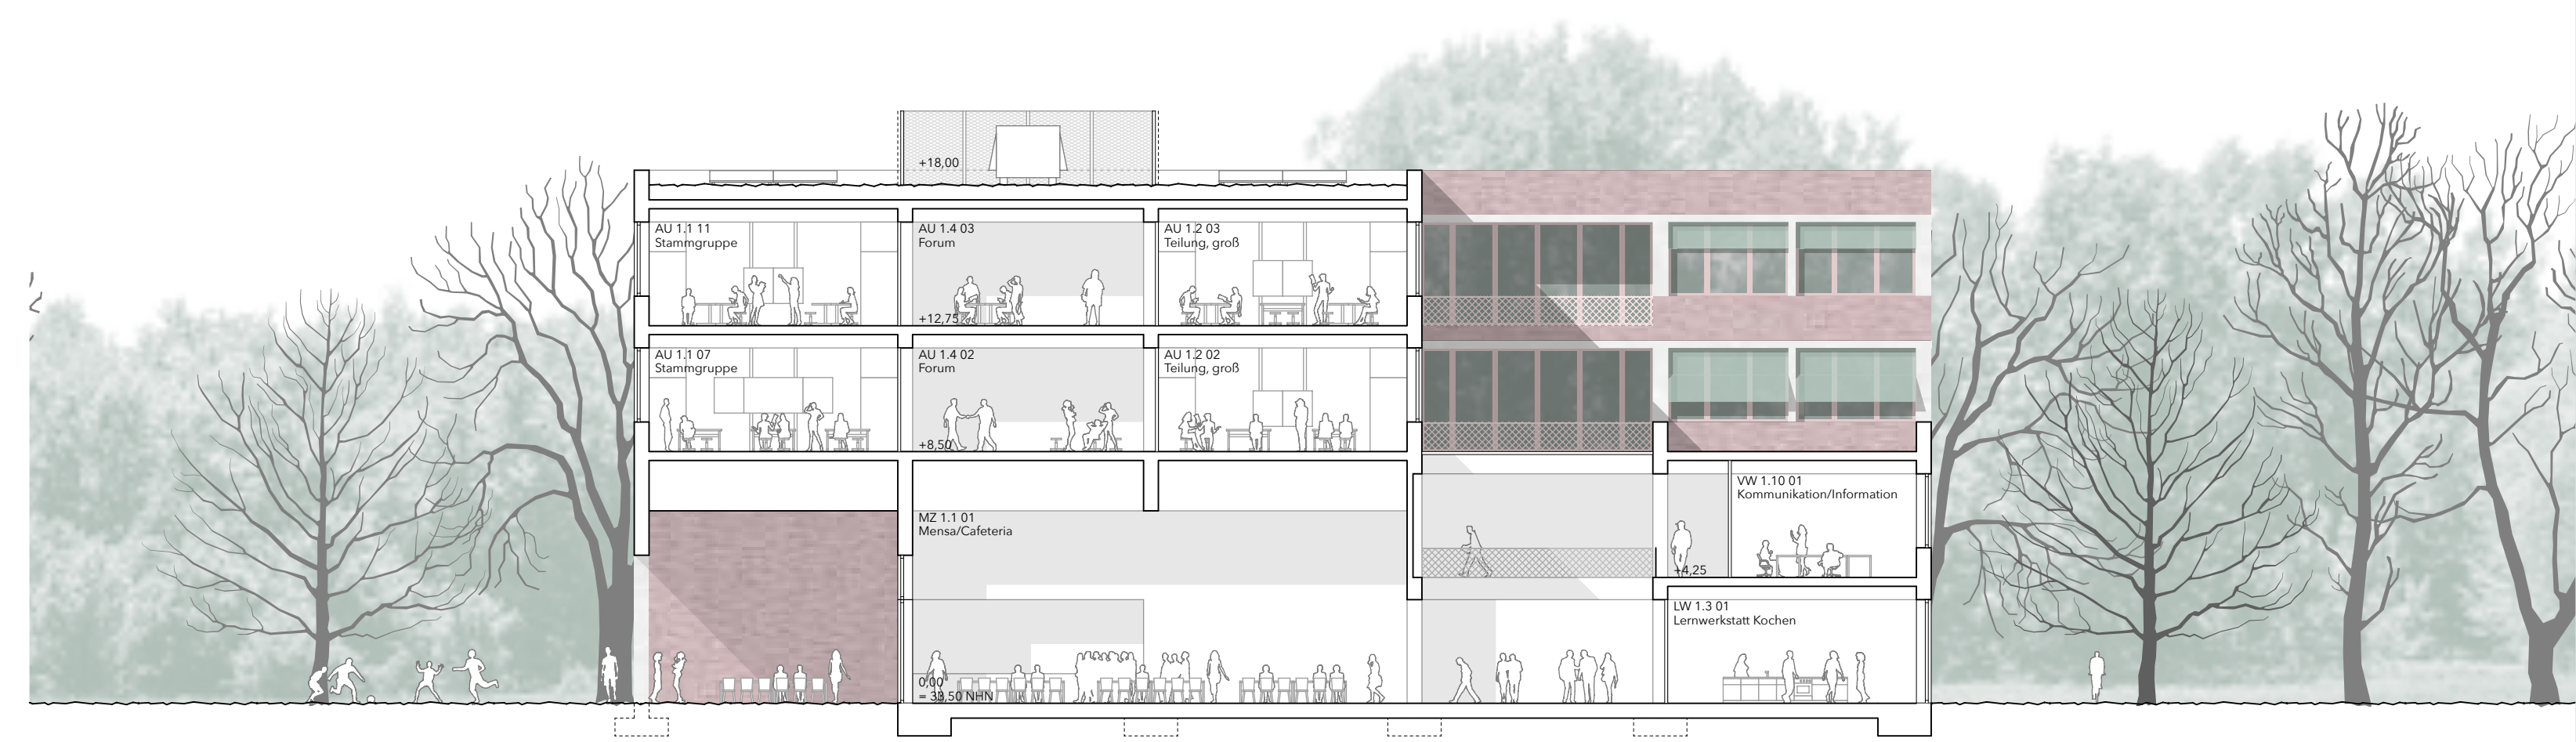 +18,00
AU 1.1 11
Stammgruppe
AU 1.4 03
Forum
AU 1.2 03
Teilung, groß
+12,75
AU 1.1 07
Stammgruppe
AU 1.4 02
Forum
AU 1.2 02
Teilung, groß
+8,50
VW 1.10 01
Kommunikation/Information
MZ 1.1 01
Mensa/Cafeteria
+4,25
LW 1.3 01
Lernwerkstatt Kochen
0,00
= 33,50 NHN